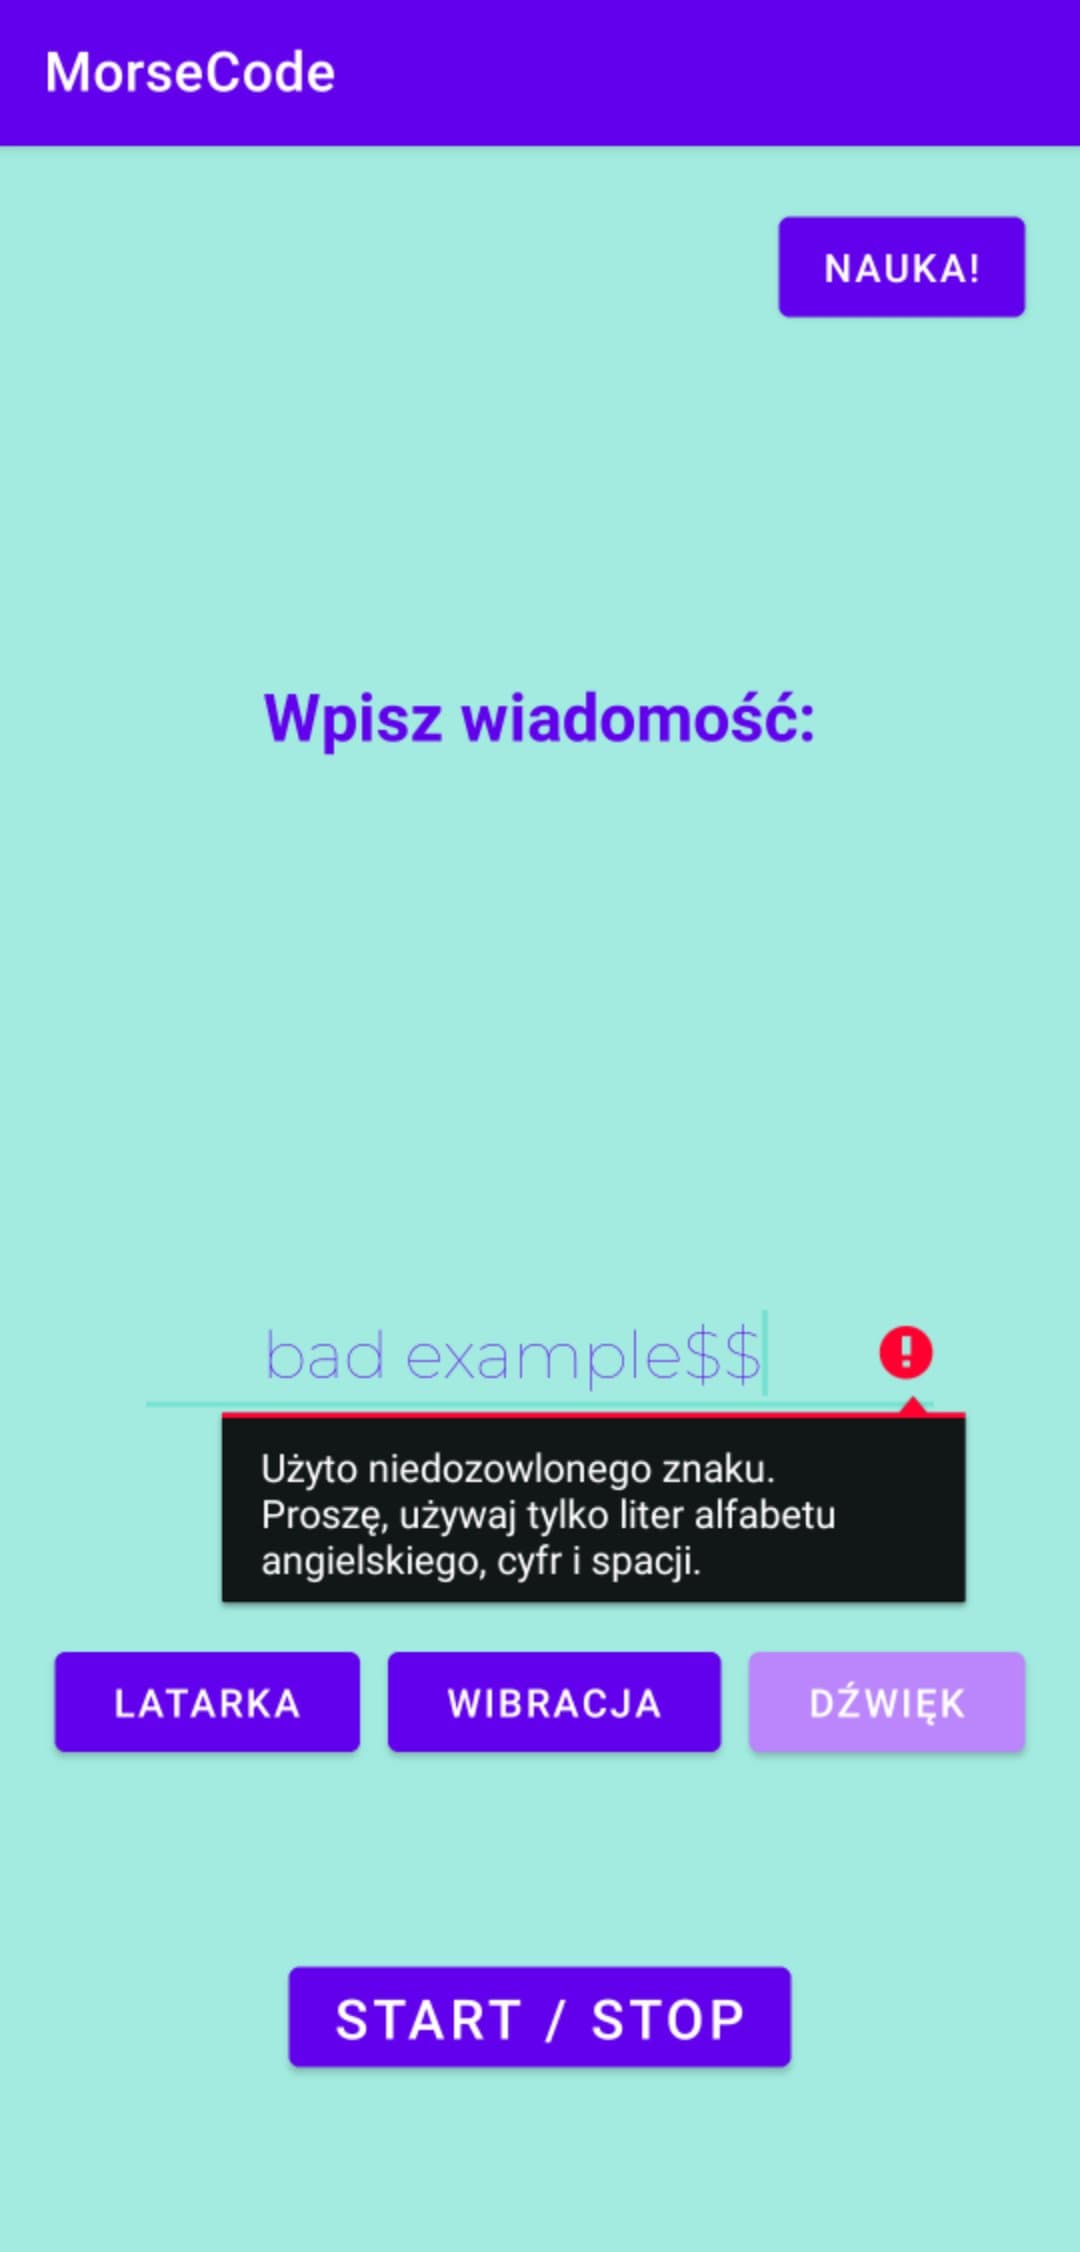 MorseCode
NAUKA!
Wpisz wiadomość:
bad example$$
Użyto niedozowlonego znaku.
Proszę, używaj tylko liter alfabetu
angielskiego, cyfr i spacji.
LATARKA WIBRACJA DŹWIĘK
START / STOP